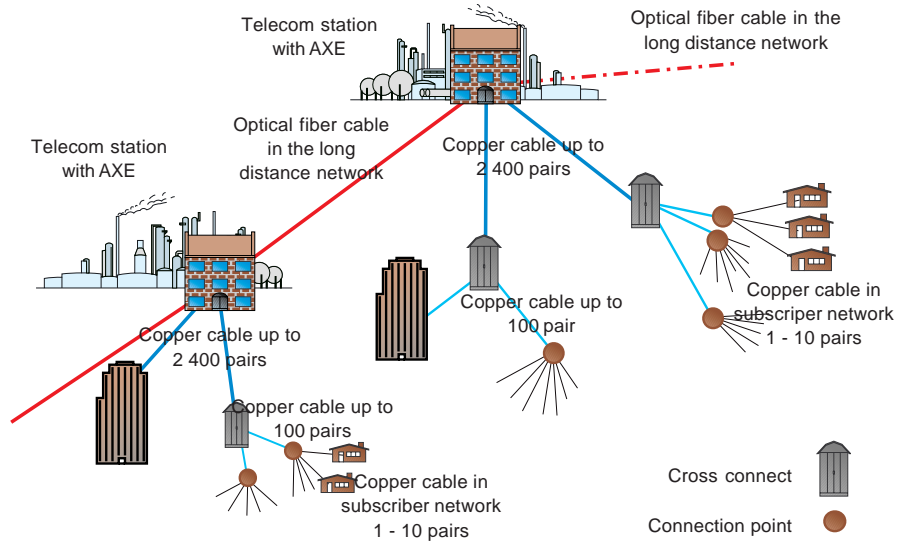 Telecom station
with AXE
Optical fiber cable in the
long distance network
Optical fiber cable
in the long
distance network
Telecom station
with AXE
Copper cable up to
2 400 pairs
Copper cable up to
100 pair
Copper cable in
subscriper network
1 - 10 pairs
Copper cable up to
2 400 pairs
Copper cable up to
100 pairs
Copper cable in
subscriber network
1 - 10 pairs
Cross connect
Connection point